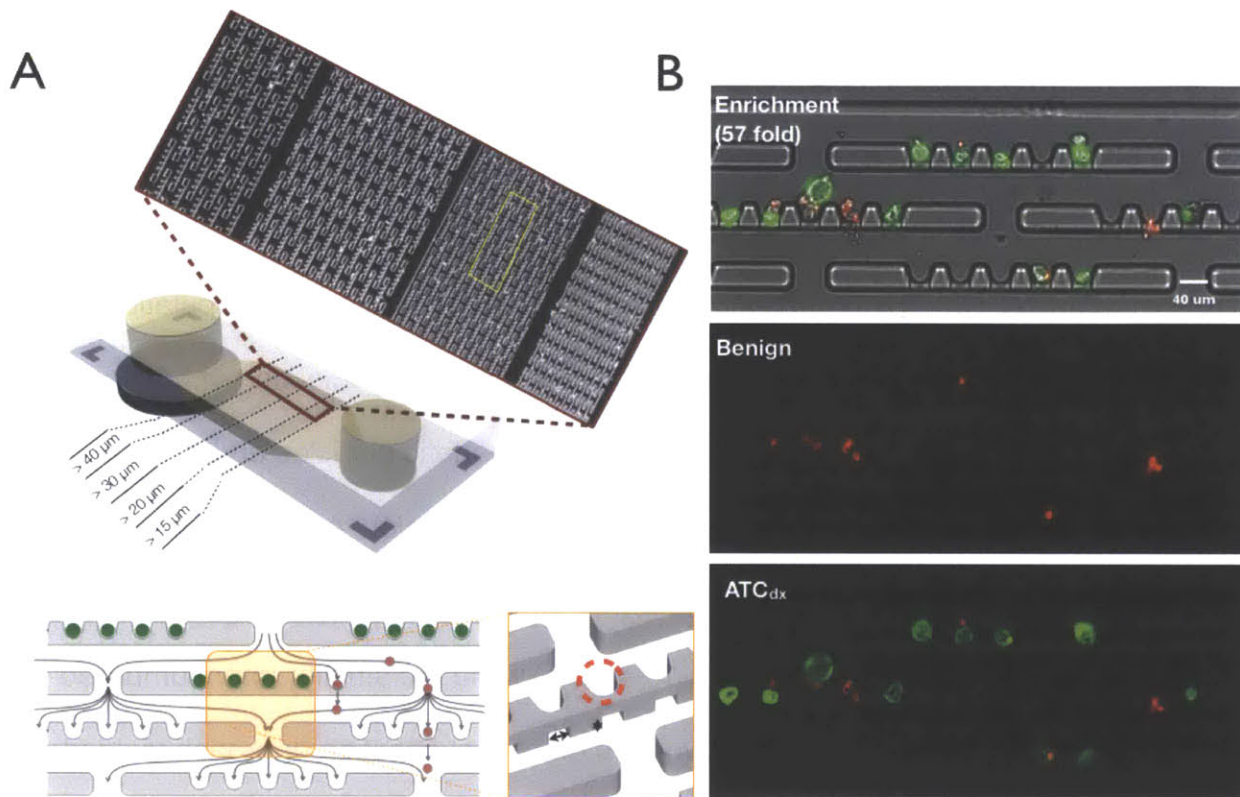 A
> 40 µm
> 30 µm
> 20 µm
> 15 µm
B
Enrichment
(57 fold)
40 um
Benign
ATCdx